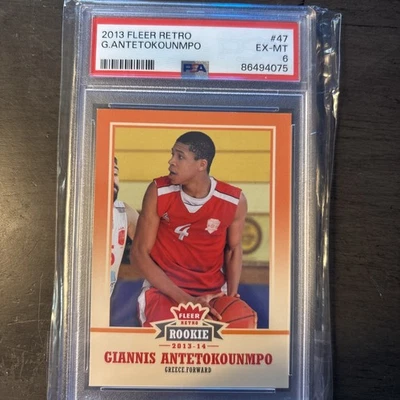 2013 FLEER RETRO #47
G.ANTETOKOUNMPO EX-MT
6
PSA 86494075
4
FLEER
RETRO
ROOKIE
2013-14
GIANNIS ANTETOKOUNMPO
GREECE.FORWARD